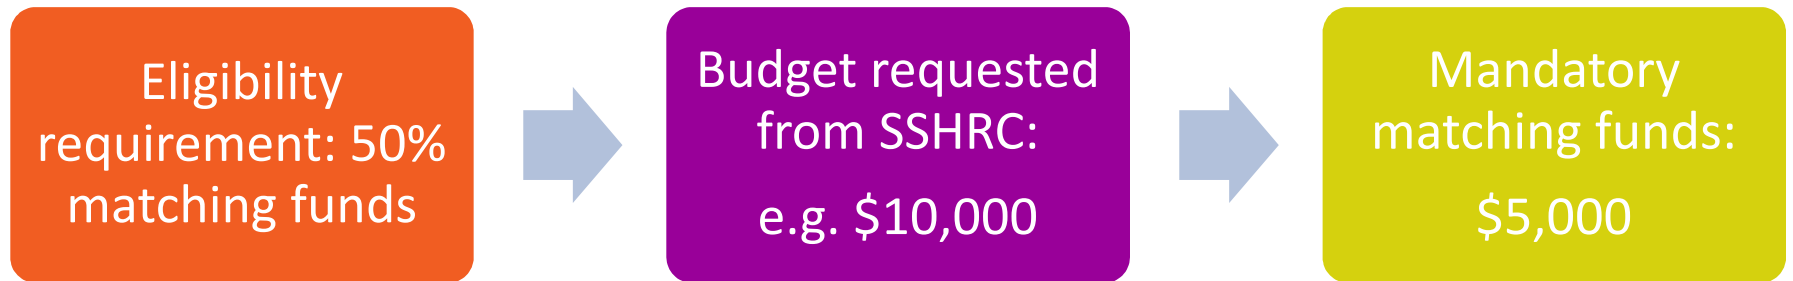 Eligibility
requirement: 50%
matching funds
Budget requested
from SSHRC:
e.g. $10,000
Mandatory
matching funds:
$5,000